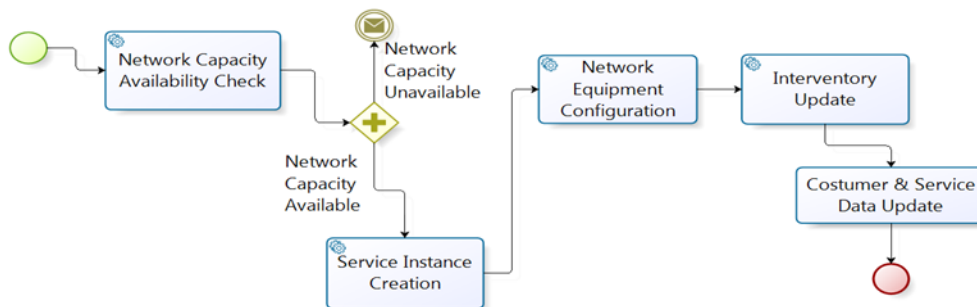 Network Capacity
Availability Check
Network
Capacity
Unavailable
Network
Capacity
Available
Service Instance
Creation
Network
Equipment
Configuration
Interventory
Update
Costumer & Service
Data Update